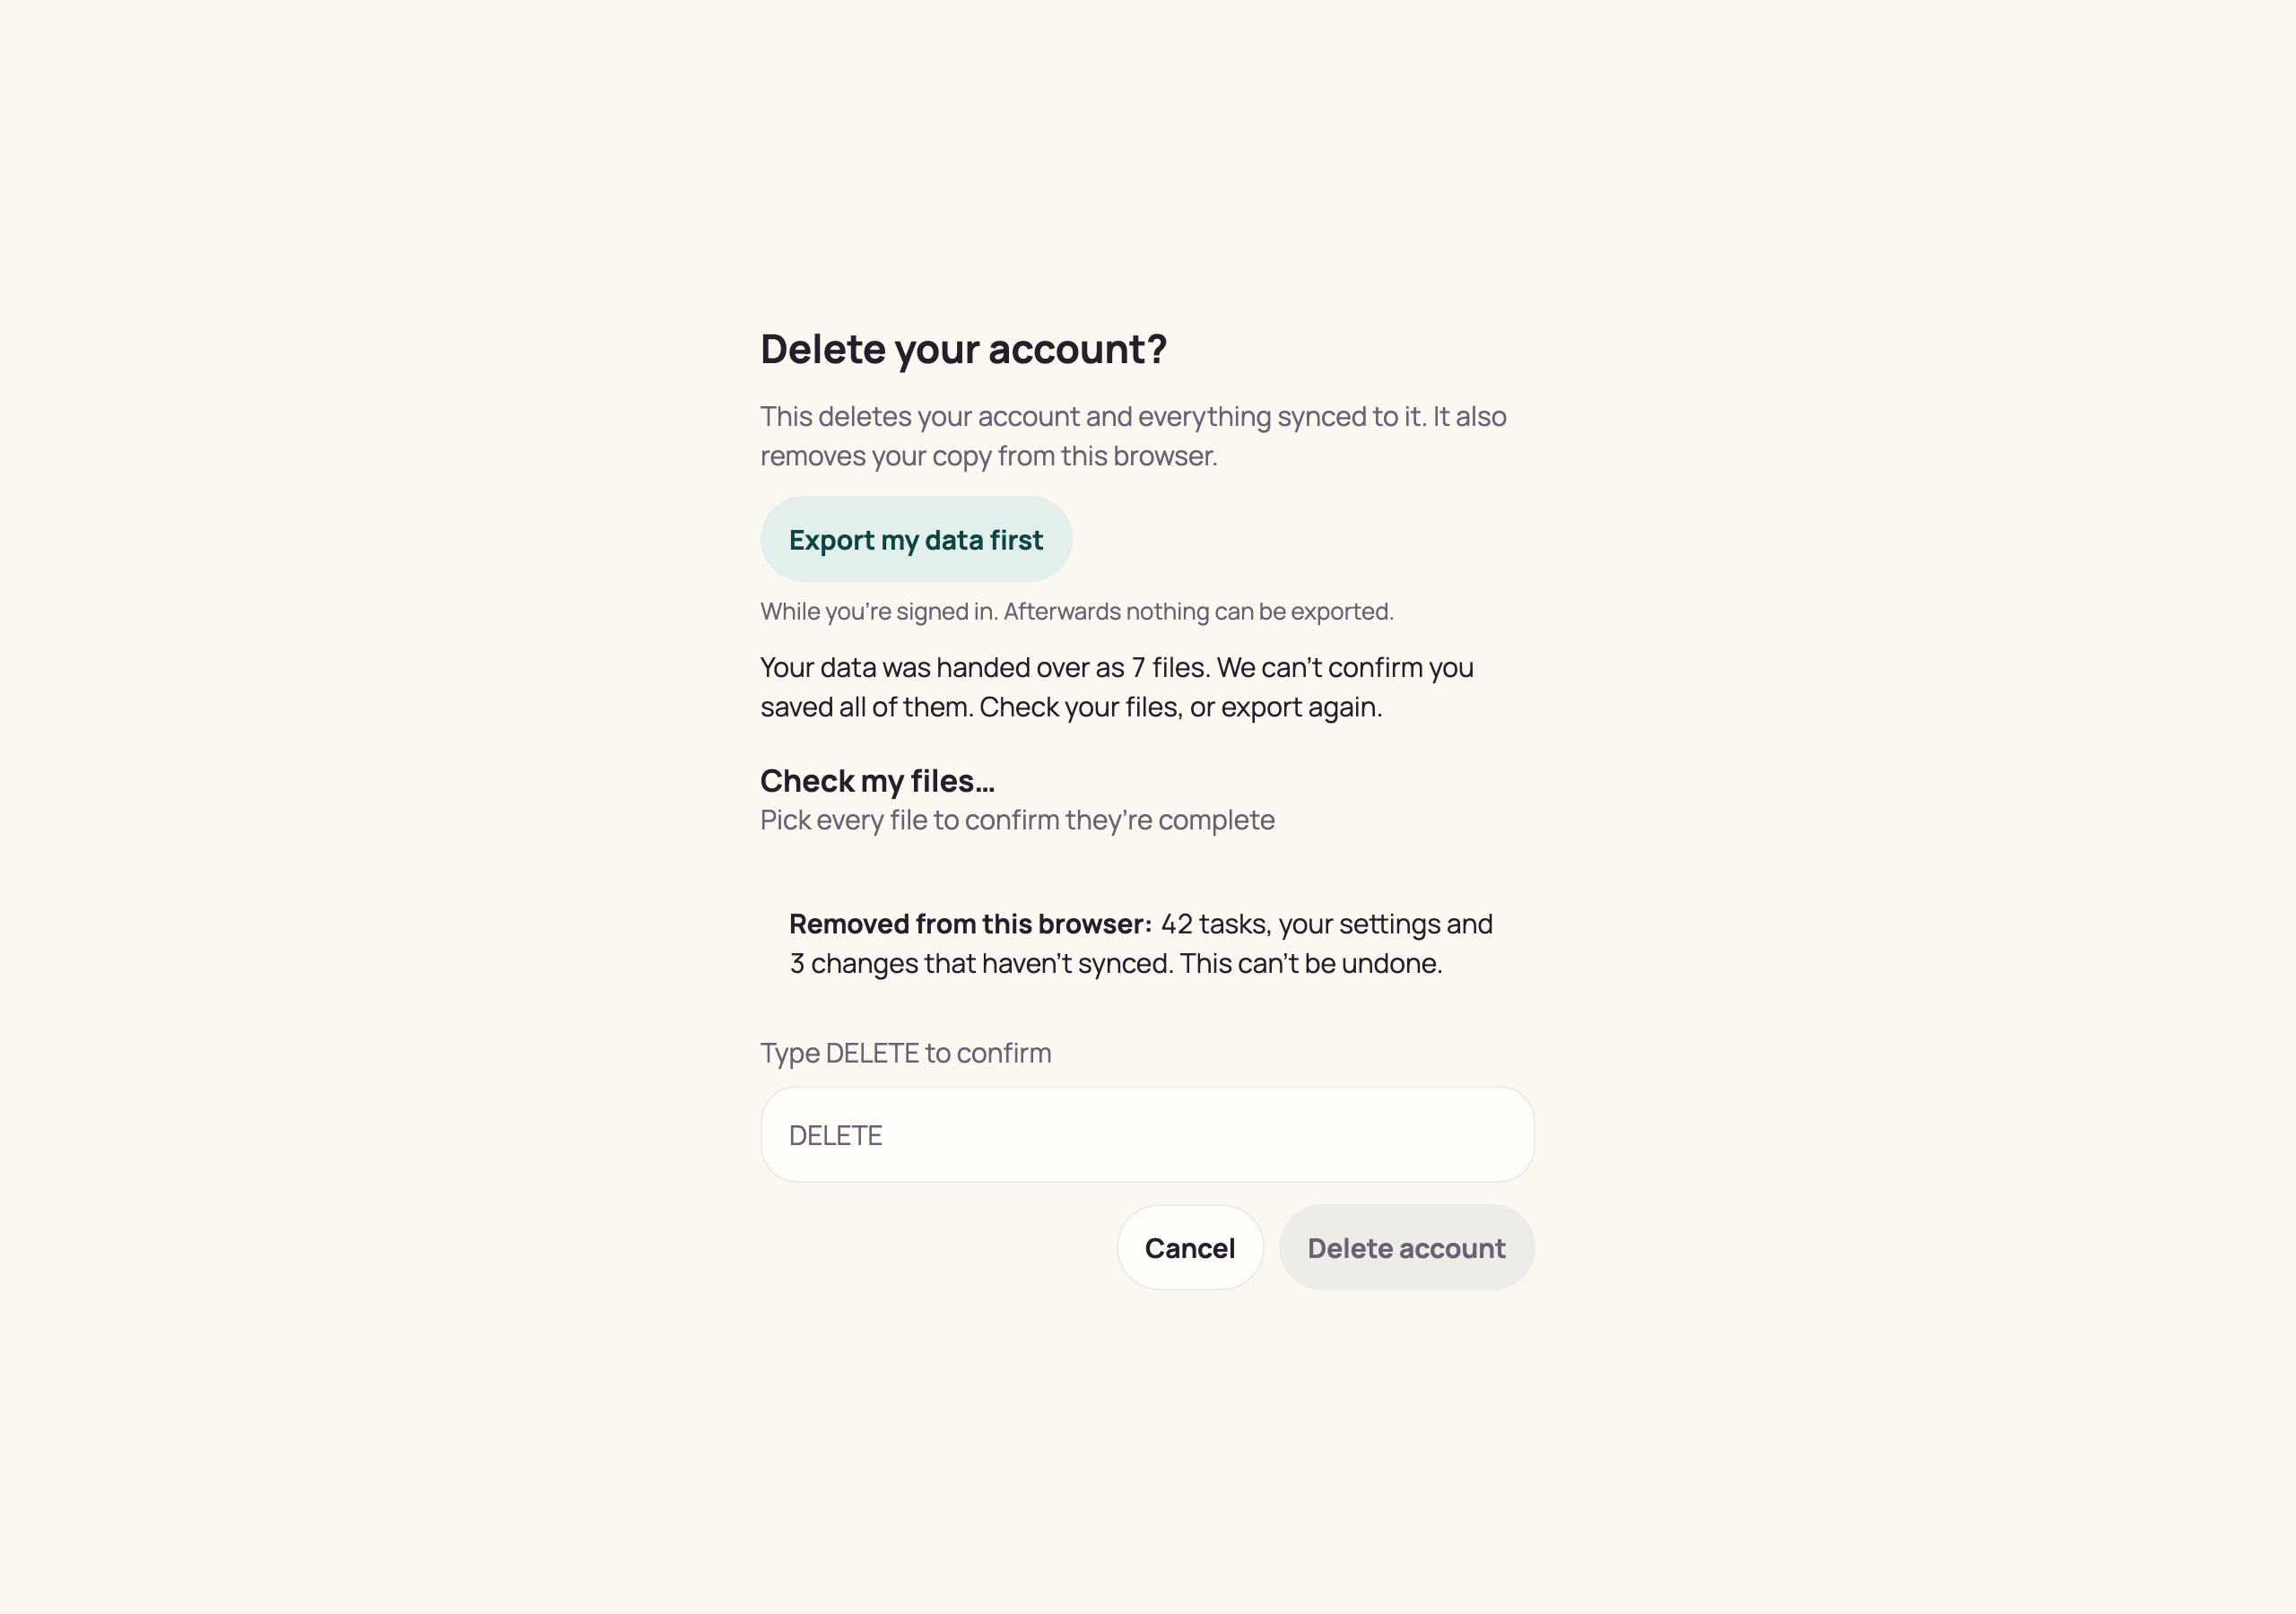 Delete your account?
This deletes your account and everything synced to it. It also
removes your copy from this browser.
Export my data first
While you’re signed in. Afterwards nothing can be exported.
Your data was handed over as 7 files. We can’t confirm you
saved all of them. Check your files, or export again.
Check my files…
Pick every file to confirm they’re complete
Removed from this browser: 42 tasks, your settings and
3 changes that haven’t synced. This can’t be undone.
Type DELETE to confirm
DELETE
Cancel
Delete account